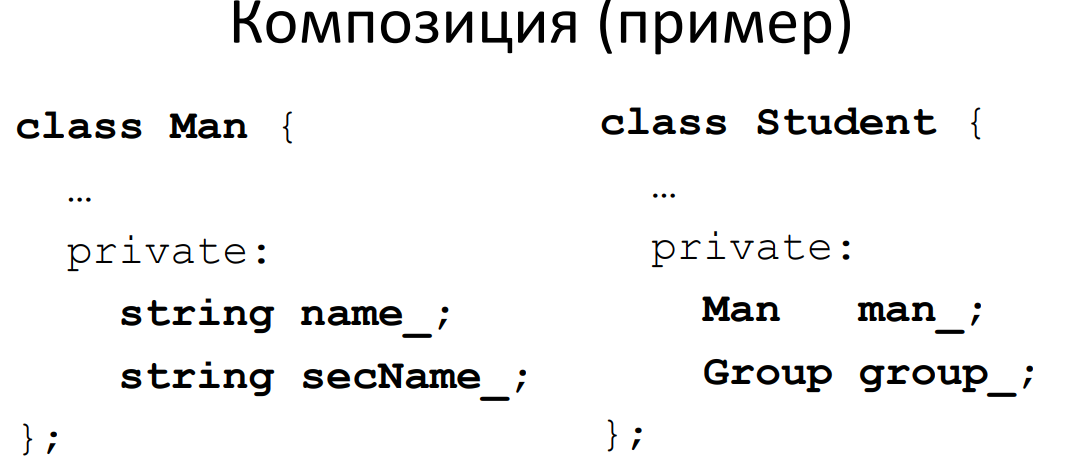 Композиция (пример)
class Man {
…
private:
string name_;
string secName_;
};
class Student {
…
private:
Man man_;
Group group_;
};